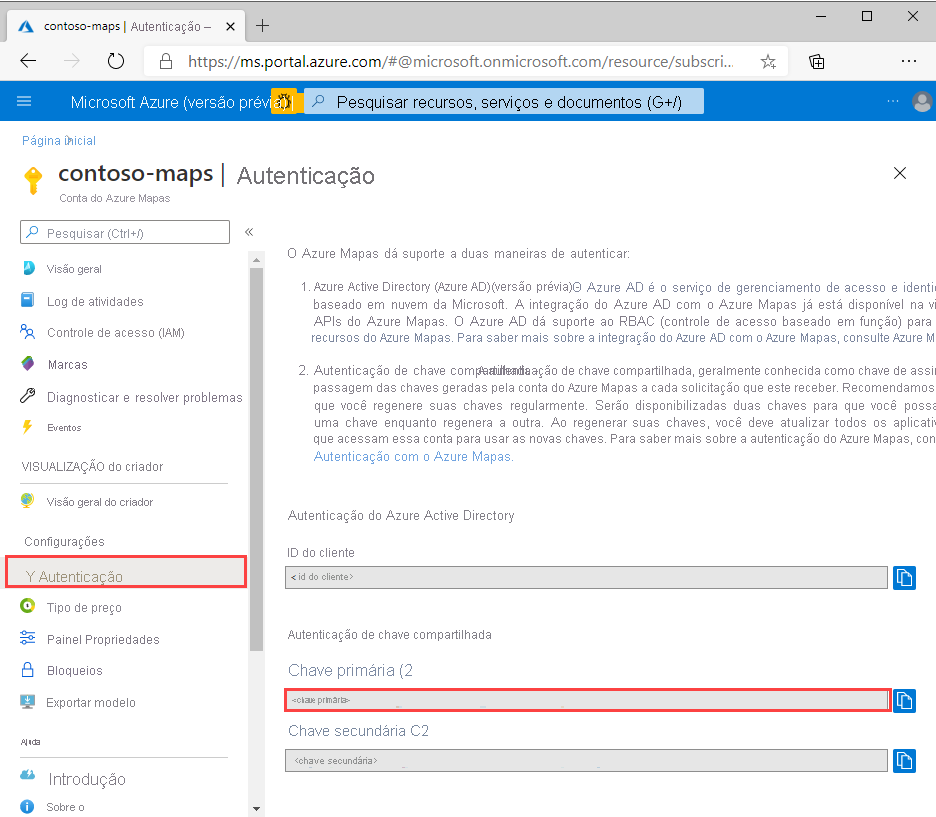 contoso-maps | Autenticação –
https://ms.portal.azure.com/#@microsoft.onmicrosoft.com/resource/subscri...
Microsoft Azure (versão prévia)
Pesquisar recursos, serviços e documentos (G+/)
Página inicial
contoso-maps | Autenticação
Conta do Azure Mapas
Pesquisar (Ctrl+/)
Visão geral
Log de atividades
Controle de acesso (IAM)
Marcas
Diagnosticar e resolver problemas
Eventos
VISUALIZAÇÃO do criador
Visão geral do criador
Configurações
Y Autenticação
Tipo de preço
Painel Propriedades
Bloqueios
Exportar modelo
Ajuda
Introdução
Sobre o
O Azure Mapas dá suporte a duas maneiras de autenticar:
1. Azure Active Directory (Azure AD)(versão prévia)O Azure AD é o serviço de gerenciamento de acesso e identi
baseado em nuvem da Microsoft. A integração do Azure AD com o Azure Mapas já está disponível na vi
APIs do Azure Mapas. O Azure AD dá suporte ao RBAC (controle de acesso baseado em função) para
recursos do Azure Mapas. Para saber mais sobre a integração do Azure AD com o Azure Mapas, consulte Azure M
2. Autenticação de chave compartilhada A autenticação de chave compartilhada, geralmente conhecida como chave de assi
passagem das chaves geradas pela conta do Azure Mapas a cada solicitação que este receber. Recomendamos
que você regenere suas chaves regularmente. Serão disponibilizadas duas chaves para que você possa
uma chave enquanto regenera a outra. Ao regenerar suas chaves, você deve atualizar todos os aplicativ
que acessam essa conta para usar as novas chaves. Para saber mais sobre a autenticação do Azure Mapas, con
Autenticação com o Azure Mapas.
Autenticação do Azure Active Directory
ID do cliente
< id do cliente>
Autenticação de chave compartilhada
Chave primária (2
<chave primária>
Chave secundária C2
<chave secundária>